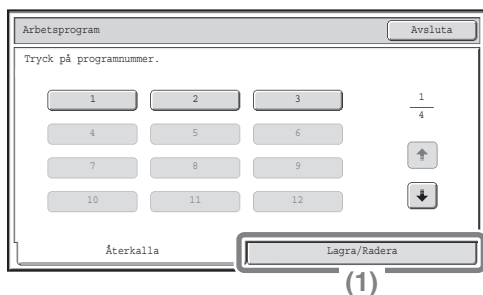 Arbetsprogram Avsluta
Tryck på programnummer.
1 2 3 1
4
4 5 6
7 8 9
10 11 12
Återkalla Lagra/Radera
(1)